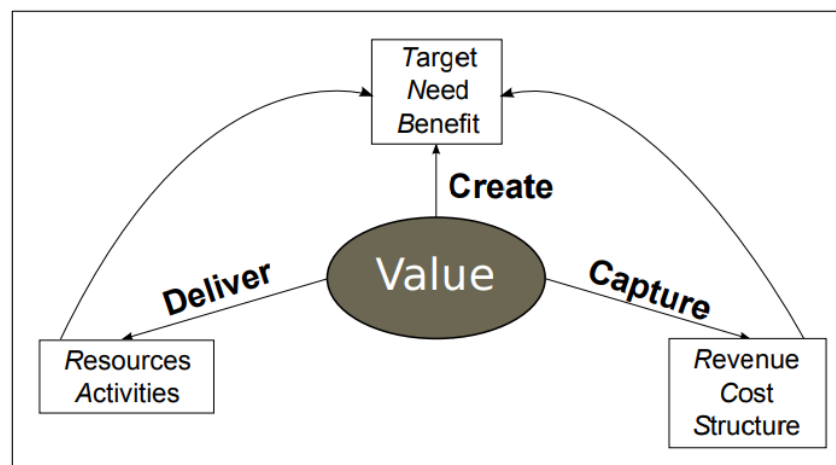 Target
Need
Benefit
Create
Value
Deliver
Capture
Resources
Activities
Revenue
Cost
Structure